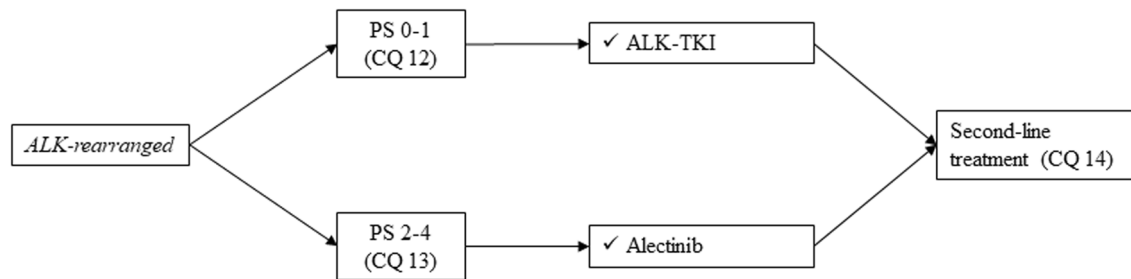 ALK-rearranged
PS 0-1
(CQ 12)
✓ ALK-TKI
PS 2-4
(CQ 13)
✓ Alectinib
Second-line
treatment (CQ 14)